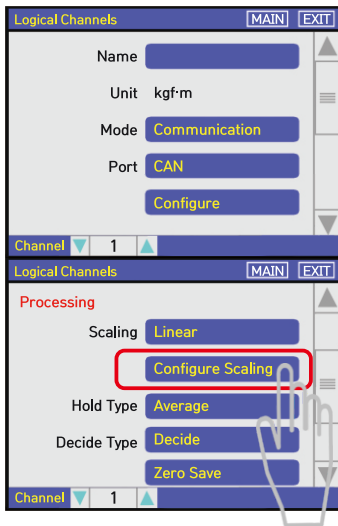 Logical Channels MAIN EXIT
Name
Unit kgf·m
Mode Communication
Port CAN
Configure
Channel 1
Logical Channels MAIN EXIT
Processing
Scaling Linear
Configure Scaling
Hold Type Average
Decide Type Decide
Zero Save
Channel 1